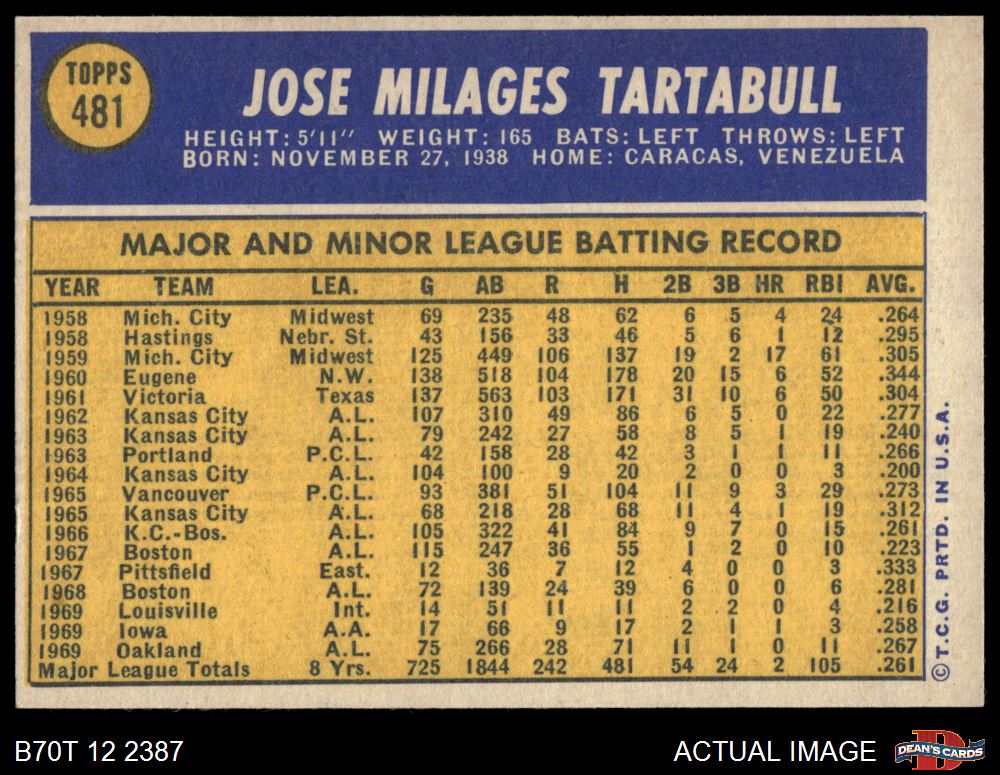 TOPPS
481
JOSE MILAGES TARTABULL
HEIGHT: 5'11" WEIGHT: 165 BATS: LEFT THROWS: LEFT
BORN: NOVEMBER 27, 1938 HOME: CARACAS, VENEZUELA
MAJOR AND MINOR LEAGUE BATTING RECORD
YEAR TEAM LEA. G AB R H 2B 3B HR RBI AVG.
1958 Mich. City Midwest 69 235 48 62 6 5 4 24 .264
1958 Hastings Nebr. St. 43 156 33 46 5 6 1 12 .295
1959 Mich. City Midwest 125 449 106 137 19 2 17 61 .305
1960 Eugene N.W. 138 518 104 178 20 15 6 52 .344
1961 Victoria Texas 137 563 103 171 31 10 6 50 .304
1962 Kansas City A.L. 107 310 49 86 6 5 0 22 .277
1963 Kansas City A.L. 79 242 27 58 8 5 1 19 .240
1963 Portland P.C.L. 42 158 28 42 3 1 1 11 .266
1964 Kansas City A.L. 104 100 9 20 2 0 0 3 .200
1965 Vancouver P.C.L. 93 381 51 104 11 9 3 29 .273
1965 Kansas City A.L. 68 218 28 68 11 4 1 19 .312
1966 K.C.-Bos. A.L. 105 322 41 84 9 7 0 15 .261
1967 Boston A.L. 115 247 36 55 1 2 0 10 .223
1967 Pittsfield East. 12 36 7 12 4 0 0 3 .333
1968 Boston A.L. 72 139 24 39 6 0 0 6 .281
1969 Louisville Int. 14 51 11 11 2 2 0 4 .216
1969 Iowa A.A. 17 66 9 17 2 1 1 3 .258
1969 Oakland A.L. 75 266 28 71 11 1 0 11 .267
Major League Totals 8 Yrs. 725 1844 242 481 54 24 2 105 .261
© T.C.G. PRTD. IN U.S.A.
B70T 12 2387
ACTUAL IMAGE
D
DEAN'S CARDS